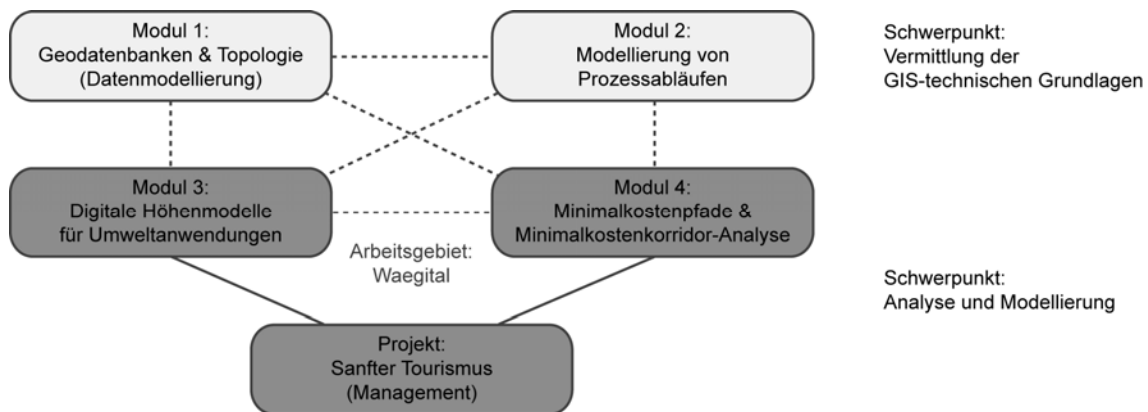 Modul 1:
Geodatenbanken & Topologie
(Datenmodellierung)
Modul 2:
Modellierung von
Prozessabläufen
Schwerpunkt:
Vermittlung der
GIS-technischen Grundlagen
Modul 3:
Digitale Höhenmodelle
für Umweltanwendungen
Modul 4:
Minimalkostenpfade &
Minimalkostenkorridor-Analyse
Arbeitsgebiet:
Waegital
Schwerpunkt:
Analyse und Modellierung
Projekt:
Sanfter Tourismus
(Management)